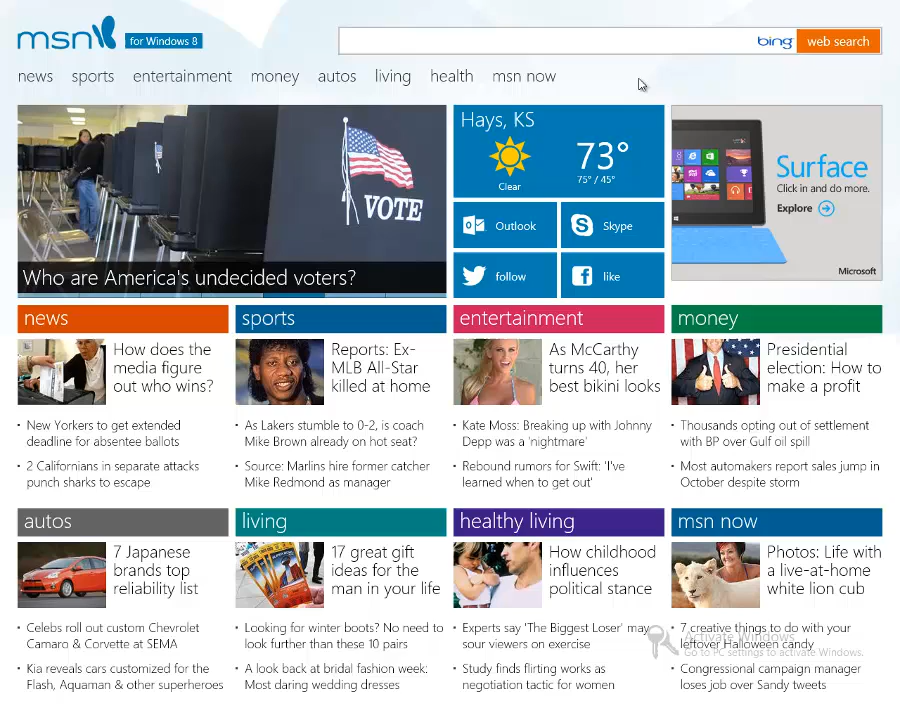 msn for Windows 8
bing web search
news sports entertainment money autos living health msn now
VOTE
Who are America's undecided voters?
Hays, KS
73°
75° / 45°
Clear
Outlook
Skype
follow
like
Surface
Click in and do more.
Explore
Microsoft
news
How does the
media figure
out who wins?
New Yorkers to get extended
deadline for absentee ballots
2 Californians in separate attacks
punch sharks to escape
sports
Reports: Ex-
MLB All-Star
killed at home
As Lakers stumble to 0-2, is coach
Mike Brown already on hot seat?
Source: Marlins hire former catcher
Mike Redmond as manager
entertainment
As McCarthy
turns 40, her
best bikini looks
Kate Moss: Breaking up with Johnny
Depp was a 'nightmare'
Rebound rumors for Swift: 'I've
learned when to get out'
money
Presidential
election: How to
make a profit
Thousands opting out of settlement
with BP over Gulf oil spill
Most automakers report sales jump in
October despite storm
autos
7 Japanese
brands top
reliability list
Celebs roll out custom Chevrolet
Camaro & Corvette at SEMA
Kia reveals cars customized for the
Flash, Aquaman & other superheroes
living
17 great gift
ideas for the
man in your life
Looking for winter boots? No need to
look further than these 10 pairs
A look back at bridal fashion week:
Most daring wedding dresses
healthy living
How childhood
influences
political stance
Experts say 'The Biggest Loser' may
sour viewers on exercise
Study finds flirting works as
negotiation tactic for women
msn now
Photos: Life with
a live-at-home
white lion cub
7 creative things to do with your
leftover Halloween candy
Congressional campaign manager
loses job over Sandy tweets
Activate Windows
Go to PC settings to activate Windows.